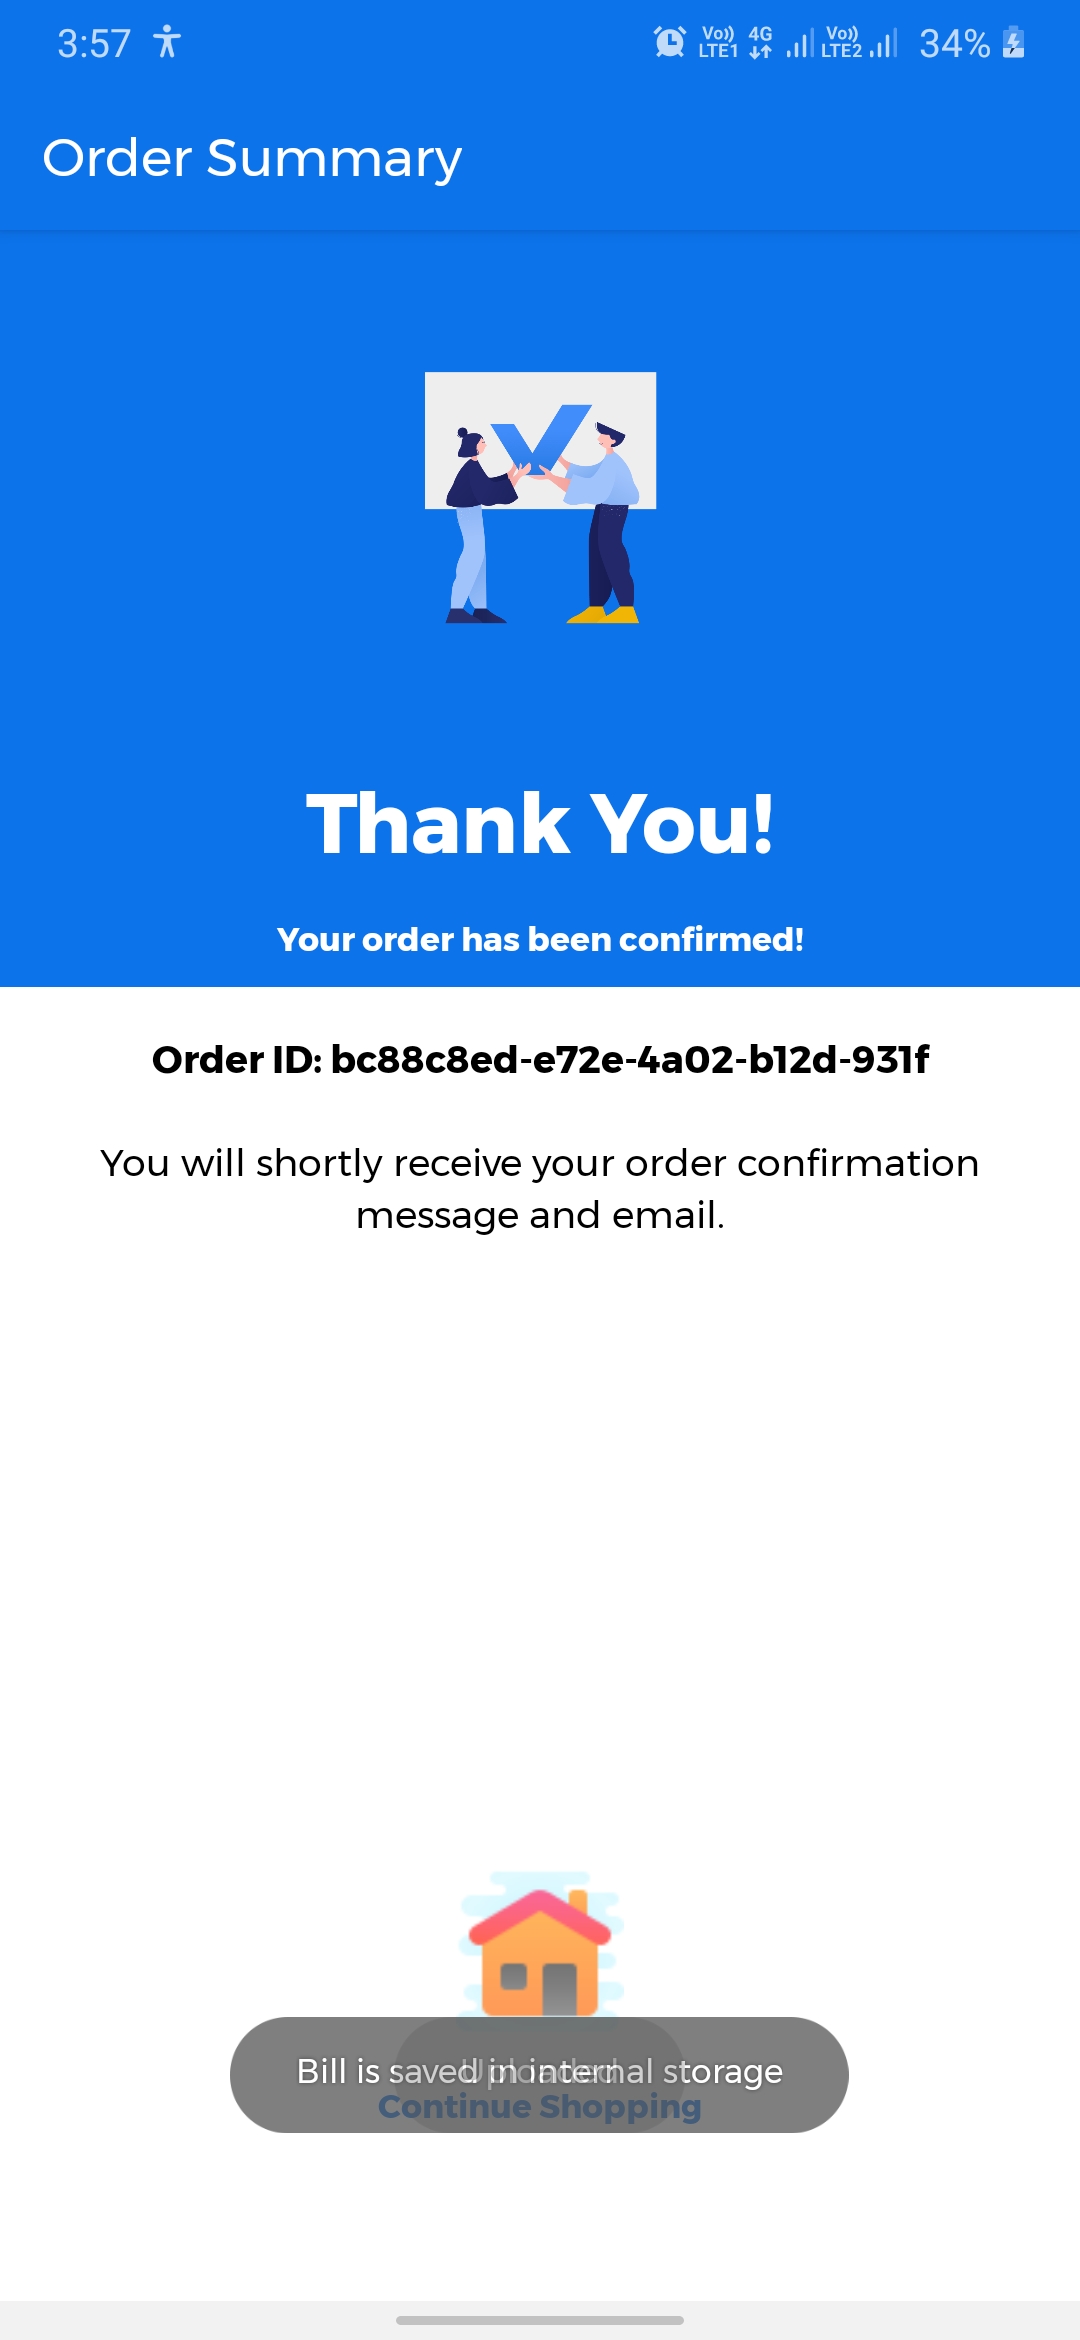 3:57
Vo)) LTE1 4G Vo)) LTE2 34%
Order Summary
Thank You!
Your order has been confirmed!
Order ID: bc88c8ed-e72e-4a02-b12d-931f
You will shortly receive your order confirmation
message and email.
Bill is saved in internal storage
Uploaded
Continue Shopping